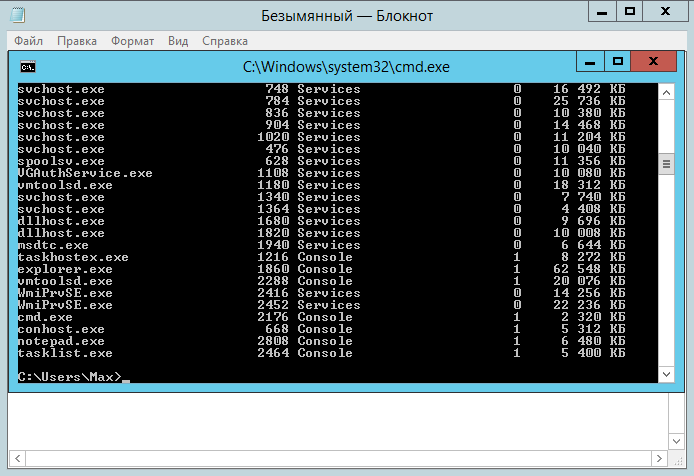 Безымянный — Блокнот
Файл Правка Формат Вид Справка
C:\Windows\system32\cmd.exe
svchost.exe 748 Services 0 16 492 КБ
svchost.exe 784 Services 0 25 736 КБ
svchost.exe 836 Services 0 10 380 КБ
svchost.exe 904 Services 0 14 468 КБ
svchost.exe 1020 Services 0 11 204 КБ
svchost.exe 476 Services 0 10 040 КБ
spoolsv.exe 628 Services 0 11 356 КБ
VGAuthService.exe 1108 Services 0 10 080 КБ
vmtoolsd.exe 1180 Services 0 18 312 КБ
svchost.exe 1340 Services 0 7 740 КБ
svchost.exe 1364 Services 0 4 408 КБ
dllhost.exe 1680 Services 0 9 696 КБ
dllhost.exe 1820 Services 0 10 008 КБ
msdtc.exe 1940 Services 0 6 644 КБ
taskhostex.exe 1216 Console 1 8 272 КБ
explorer.exe 1860 Console 1 62 548 КБ
vmtoolsd.exe 2288 Console 1 20 076 КБ
WmiPrvSE.exe 2416 Services 0 14 256 КБ
WmiPrvSE.exe 2452 Services 0 22 236 КБ
cmd.exe 2176 Console 1 2 320 КБ
conhost.exe 668 Console 1 5 312 КБ
notepad.exe 2808 Console 1 6 480 КБ
tasklist.exe 2464 Console 1 5 400 КБ
C:\Users\Max>_